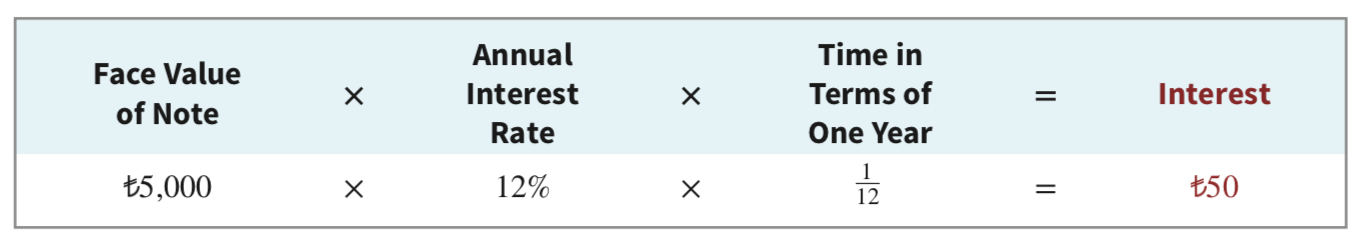 Face Value of Note × Annual Interest Rate × Time in Terms of One Year = Interest
₺5,000 × 12% × 1/12 = ₺50